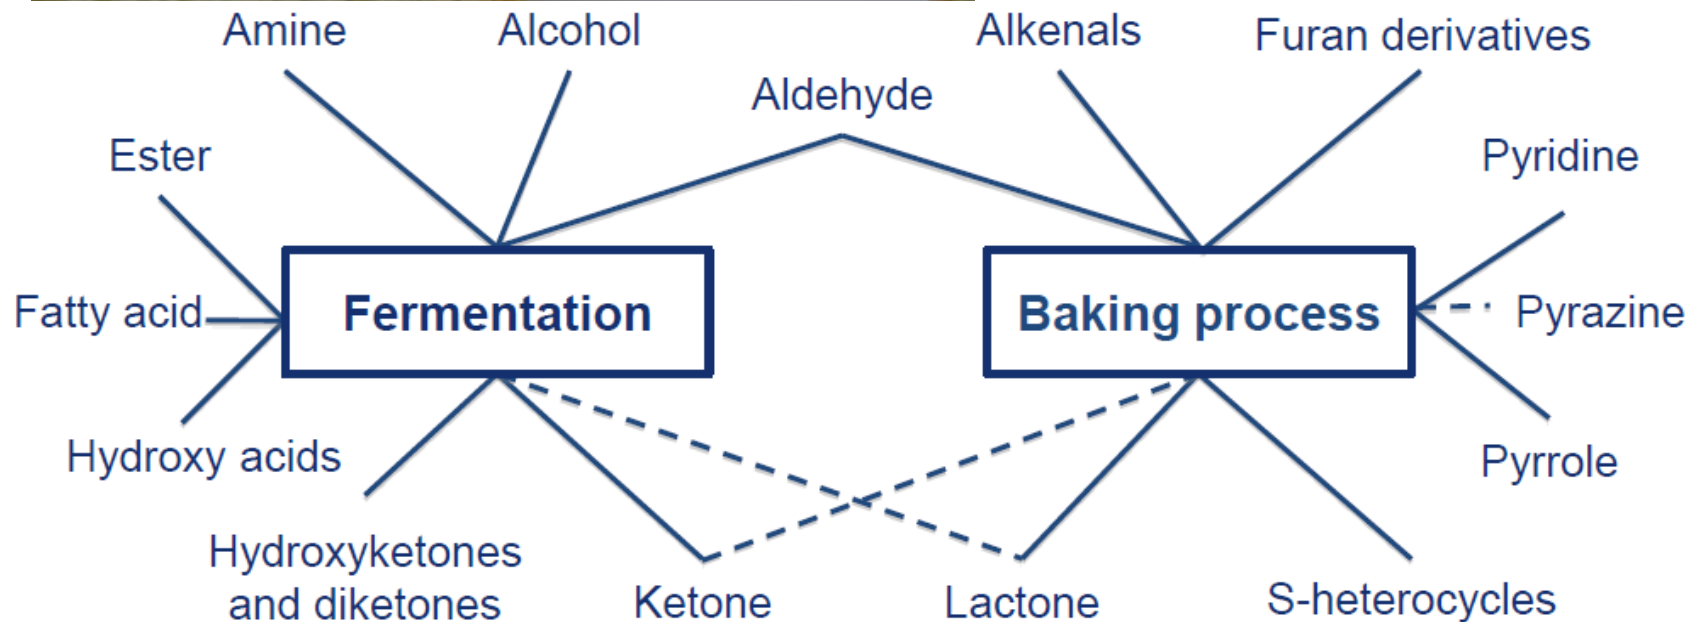 Amine
Alcohol
Alkenals
Furan derivatives
Aldehyde
Ester
Pyridine
Fatty acid
Fermentation
Baking process
Pyrazine
Hydroxy acids
Pyrrole
Hydroxyketones
and diketones
Ketone
Lactone
S-heterocycles